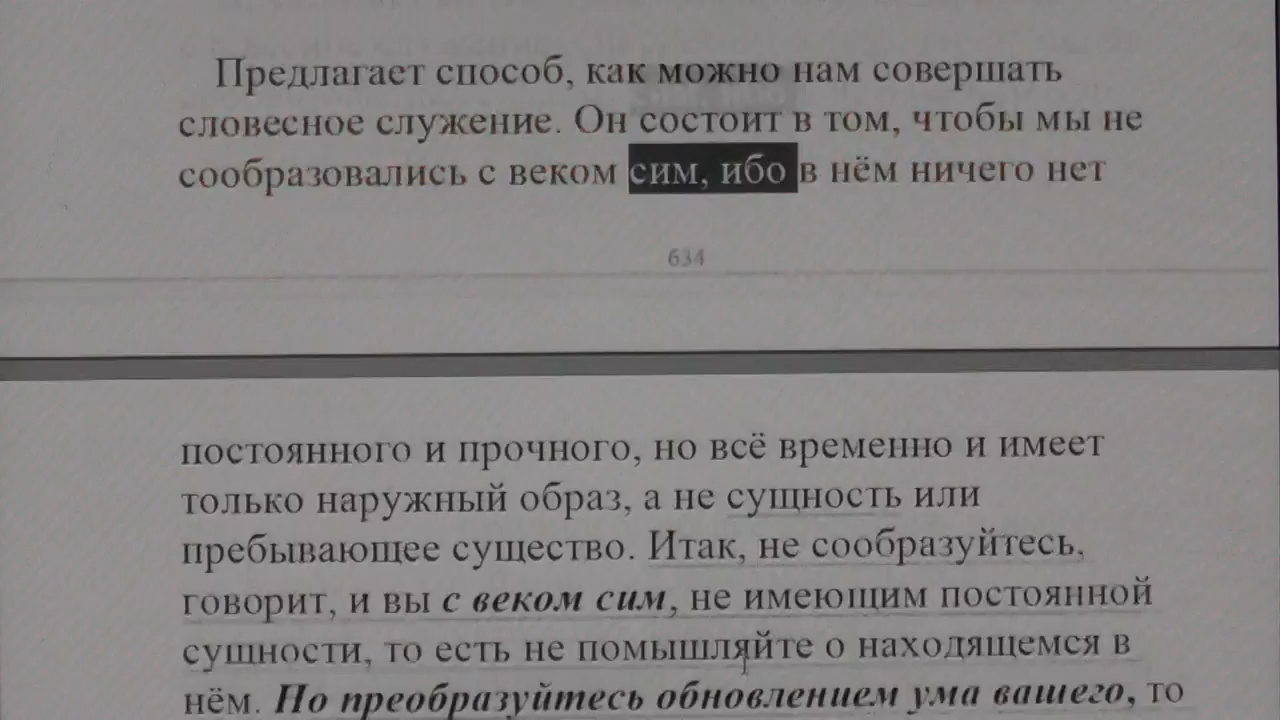 Предлагает способ, как можно нам совершать
словесное служение. Он состоит в том, чтобы мы не
сообразовались с веком сим, ибо в нём ничего нет
634
постоянного и прочного, но всё временно и имеет
только наружный образ, а не сущность или
пребывающее существо. Итак, не сообразуйтесь,
говорит, и вы с веком сим, не имеющим постоянной
сущности, то есть не помышляйте о находящемся в
нём. Но преобразуйтесь обновлением ума вашего, то